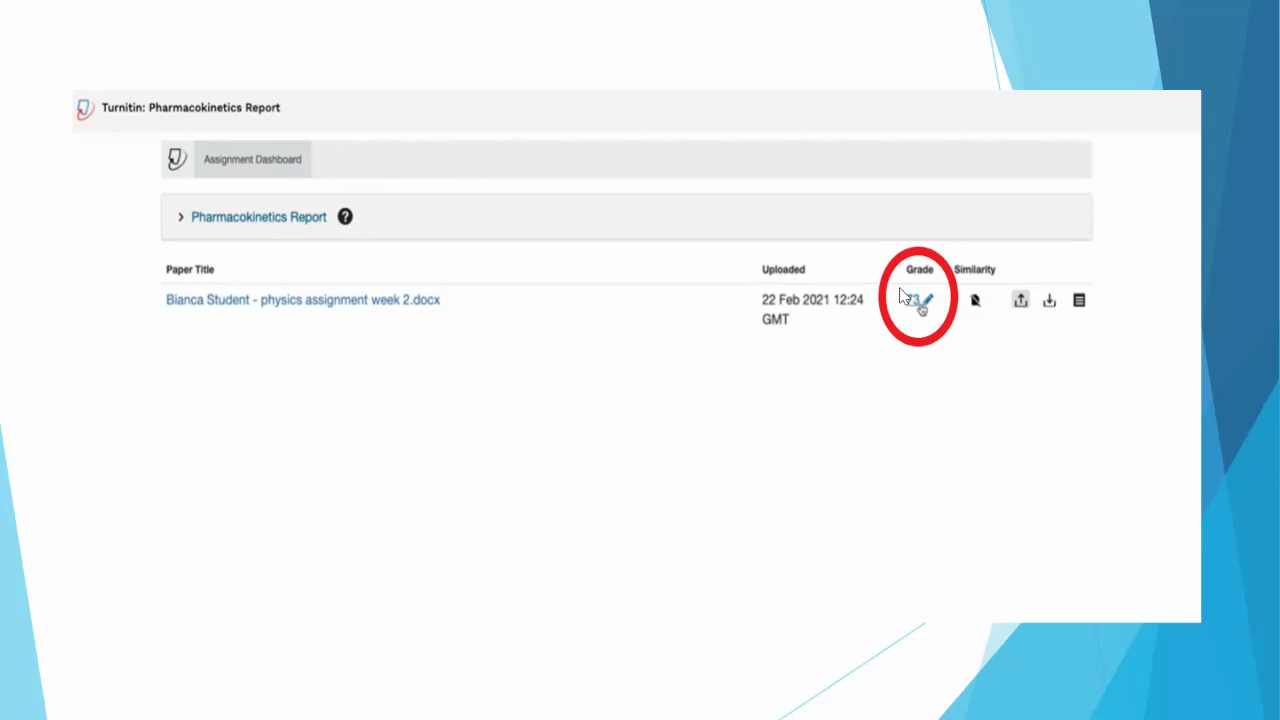 Turnitin: Pharmacokinetics Report
Assignment Dashboard
Pharmacokinetics Report ?
Paper Title Uploaded Grade Similarity
Bianca Student - physics assignment week 2.docx 22 Feb 2021 12:24
GMT